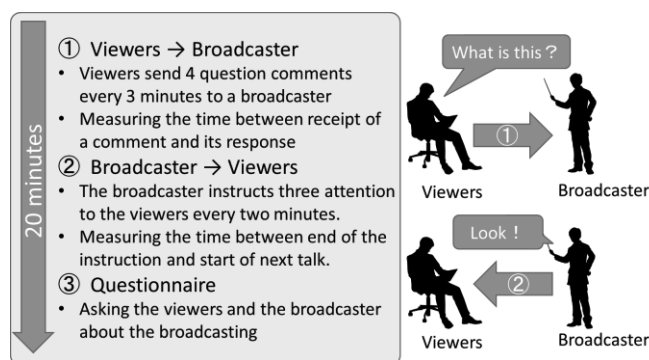 20 minutes
① Viewers → Broadcaster
• Viewers send 4 question comments
every 3 minutes to a broadcaster
• Measuring the time between receipt of
a comment and its response
② Broadcaster → Viewers
• The broadcaster instructs three attention
to the viewers every two minutes.
• Measuring the time between end of the
instruction and start of next talk.
③ Questionnaire
• Asking the viewers and the broadcaster
about the broadcasting
What is this？
①
Viewers
Broadcaster
Look！
②
Viewers
Broadcaster